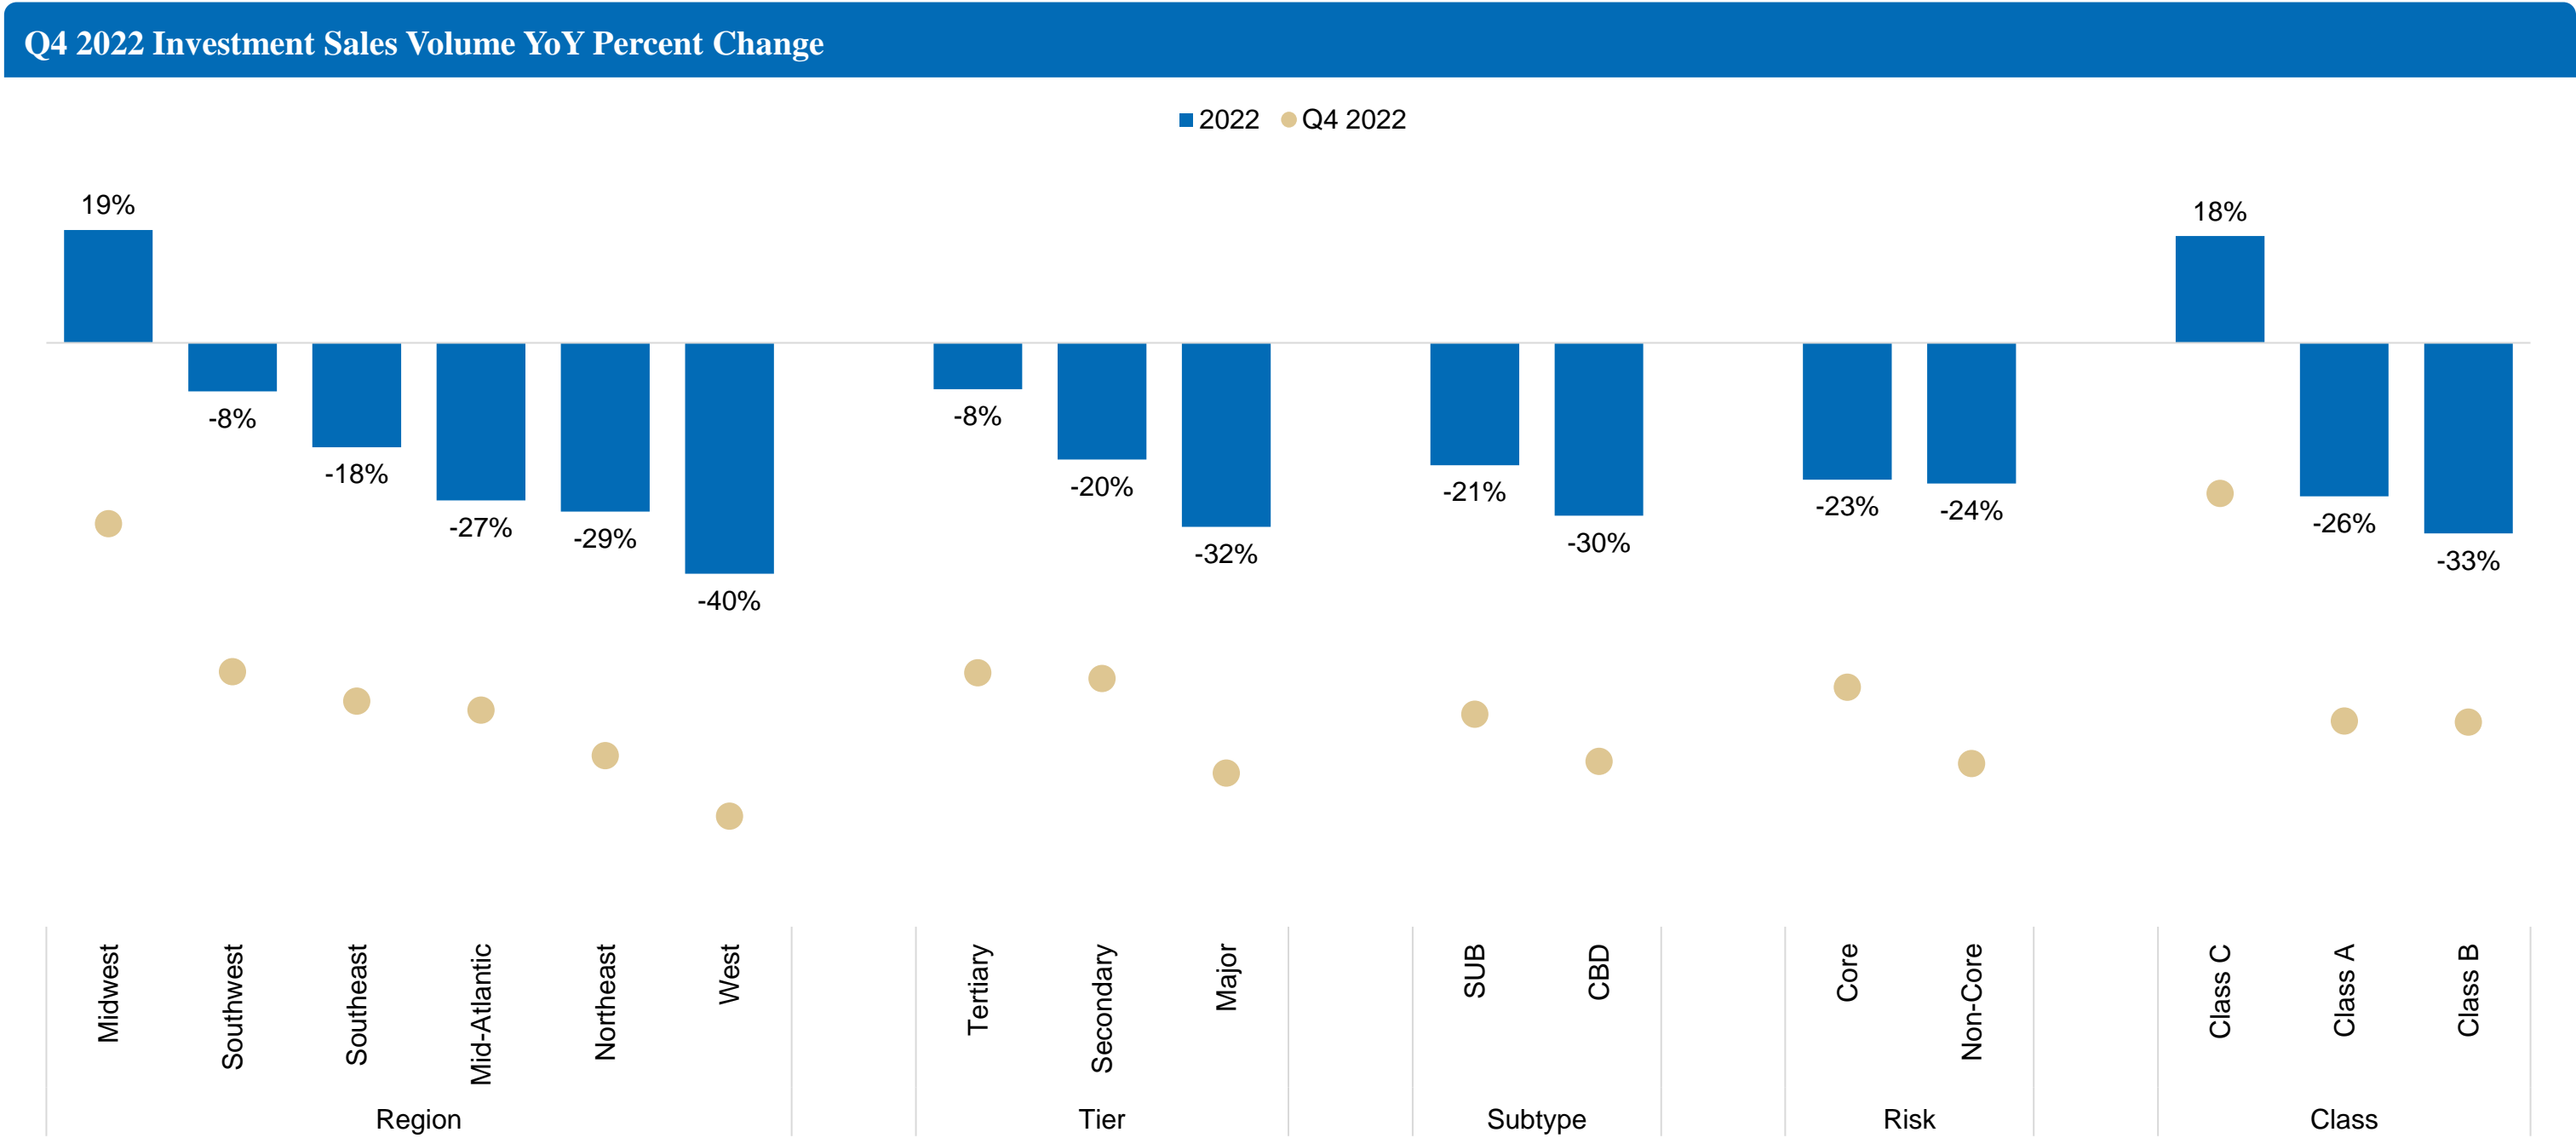 Q4 2022 Investment Sales Volume YoY Percent Change
2022 Q4 2022
19%
-8%
-18%
-27%
-29%
-40%
-8%
-20%
-32%
-21%
-30%
-23%
-24%
18%
-26%
-33%
Midwest
Southwest
Southeast
Mid-Atlantic
Northeast
West
Tertiary
Secondary
Major
SUB
CBD
Core
Non-Core
Class C
Class A
Class B
Region
Tier
Subtype
Risk
Class